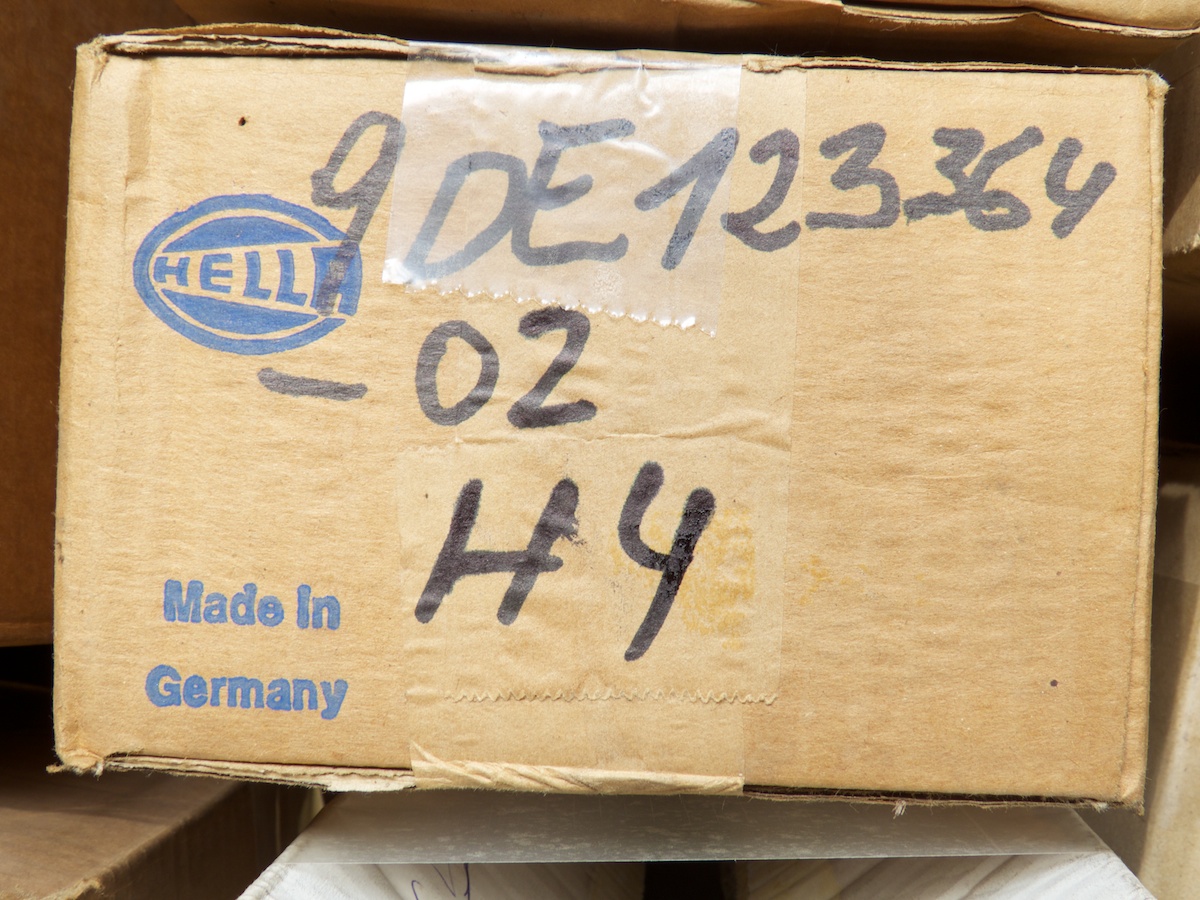 9DE123364
HELLA
- 02
H4
Made In
Germany